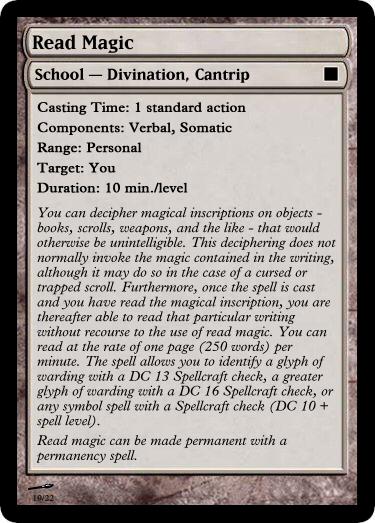 Read Magic
School — Divination, Cantrip
Casting Time: 1 standard action
Components: Verbal, Somatic
Range: Personal
Target: You
Duration: 10 min./level
You can decipher magical inscriptions on objects -
books, scrolls, weapons, and the like - that would
otherwise be unintelligible. This deciphering does not
normally invoke the magic contained in the writing,
although it may do so in the case of a cursed or
trapped scroll. Furthermore, once the spell is cast
and you have read the magical inscription, you are
thereafter able to read that particular writing
without recourse to the use of read magic. You can
read at the rate of one page (250 words) per
minute. The spell allows you to identify a glyph of
warding with a DC 13 Spellcraft check, a greater
glyph of warding with a DC 16 Spellcraft check, or
any symbol spell with a Spellcraft check (DC 10 +
spell level).
Read magic can be made permanent with a
permanency spell.
19/22